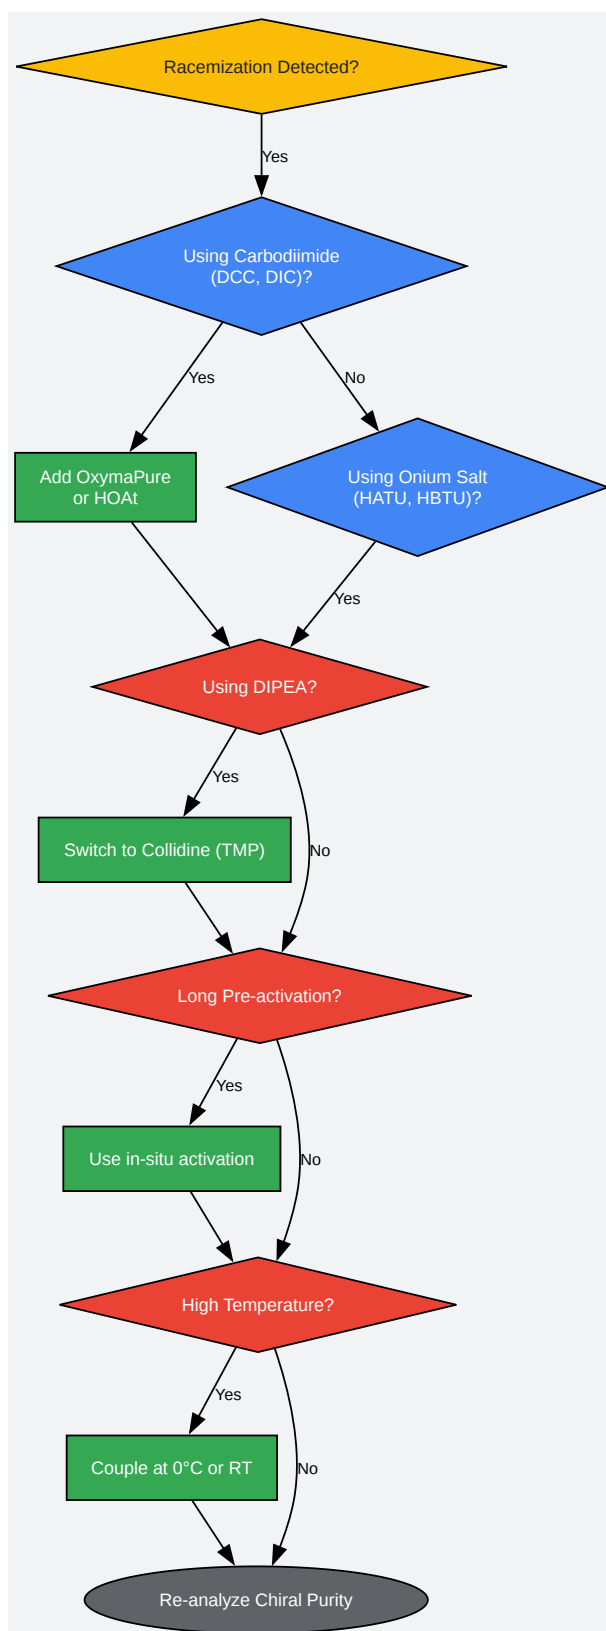 Racemization Detected?
Yes
Using Carbodiimide
(DCC, DIC)?
Yes
No
Add OxymaPure
or HOAt
Using Onium Salt
(HATU, HBTU)?
Yes
Using DIPEA?
Yes
Switch to Collidine (TMP)
No
Long Pre-activation?
Yes
Use in-situ activation
No
High Temperature?
Yes
Couple at 0°C or RT
No
Re-analyze Chiral Purity